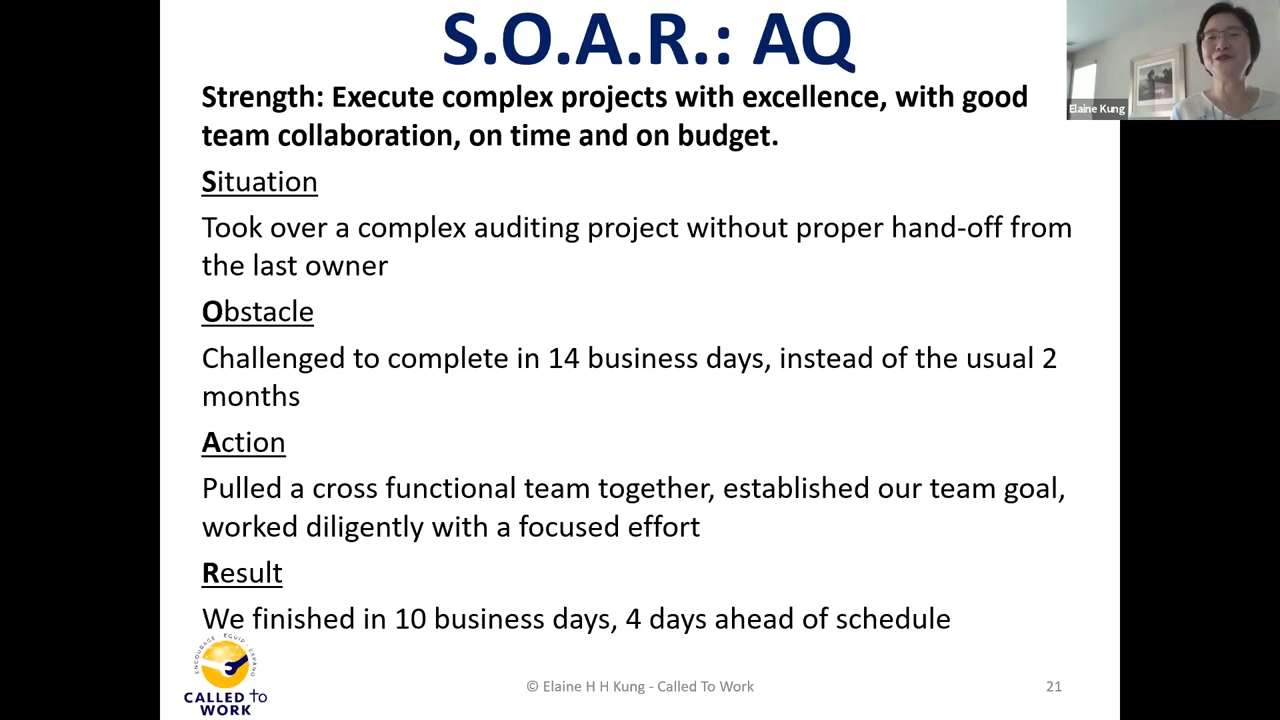 S.O.A.R.: AQ
Elaine Kung
Strength: Execute complex projects with excellence, with good
team collaboration, on time and on budget.
Situation
Took over a complex auditing project without proper hand-off from
the last owner
Obstacle
Challenged to complete in 14 business days, instead of the usual 2
months
Action
Pulled a cross functional team together, established our team goal,
worked diligently with a focused effort
Result
We finished in 10 business days, 4 days ahead of schedule
ENCOURAGE · EQUIP · EXPAND
CALLED TO
WORK
© Elaine H H Kung - Called To Work
21